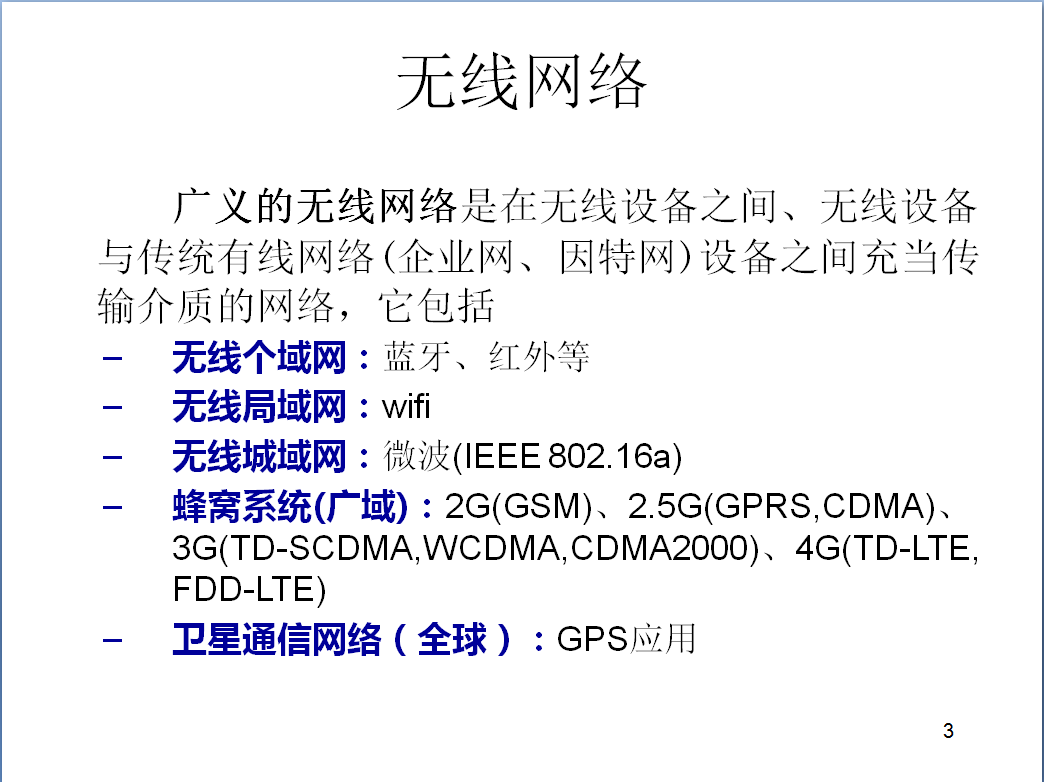 无线网络
广义的无线网络是在无线设备之间、无线设备
与传统有线网络(企业网、因特网)设备之间充当传
输介质的网络，它包括
– 无线个域网：蓝牙、红外等
– 无线局域网：wifi
– 无线城域网：微波(IEEE 802.16a)
– 蜂窝系统(广域)：2G(GSM)、2.5G(GPRS,CDMA)、
3G(TD-SCDMA,WCDMA,CDMA2000)、4G(TD-LTE,
FDD-LTE)
– 卫星通信网络（全球）：GPS应用
3